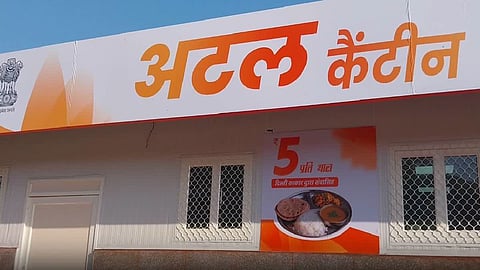 अटल कैंटीन
₹5 प्रति थाली
दिल्ली सरकार द्वारा संचालित